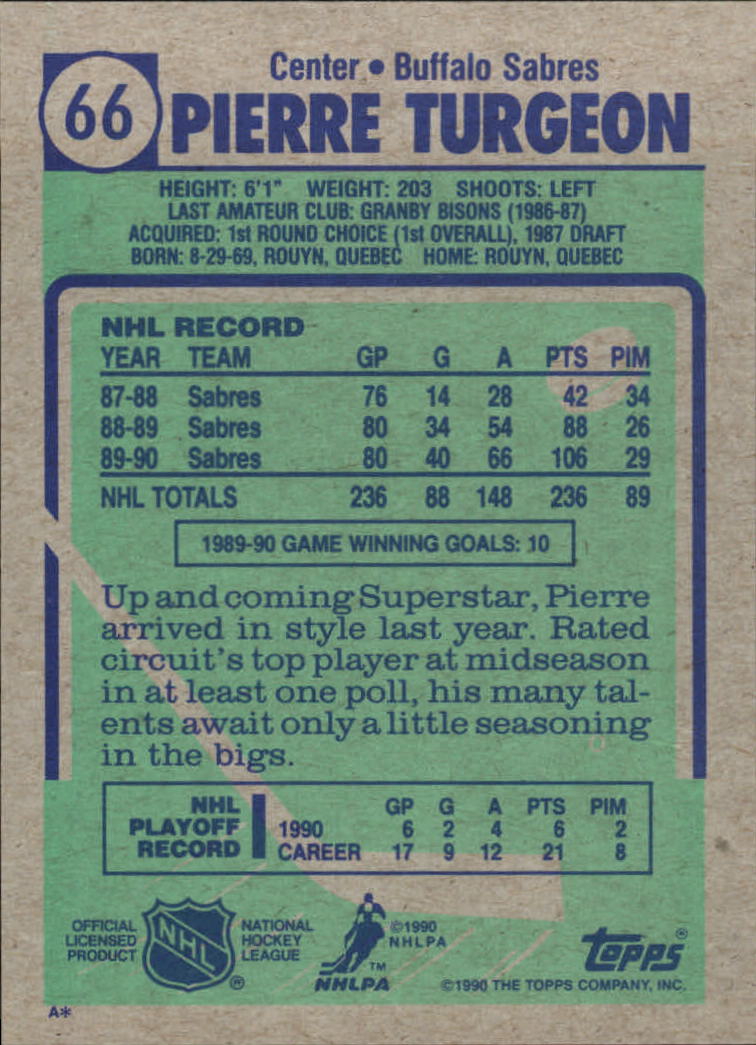 66
Center • Buffalo Sabres
PIERRE TURGEON
HEIGHT: 6'1" WEIGHT: 203 SHOOTS: LEFT
LAST AMATEUR CLUB: GRANBY BISONS (1986-87)
ACQUIRED: 1st ROUND CHOICE (1st OVERALL), 1987 DRAFT
BORN: 8-29-69, ROUYN, QUEBEC HOME: ROUYN, QUEBEC
NHL RECORD
YEAR TEAM GP G A PTS PIM
87-88 Sabres 76 14 28 42 34
88-89 Sabres 80 34 54 88 26
89-90 Sabres 80 40 66 106 29
NHL TOTALS 236 88 148 236 89
1989-90 GAME WINNING GOALS: 10
Up and coming Superstar, Pierre
arrived in style last year. Rated
circuit's top player at midseason
in at least one poll, his many tal-
ents await only a little seasoning
in the bigs.
NHL PLAYOFF RECORD
GP G A PTS PIM
1990 6 2 4 6 2
CAREER 17 9 12 21 8
OFFICIAL
LICENSED
PRODUCT
NHL
®
NATIONAL
HOCKEY
LEAGUE
TM
NHLPA
©1990
NHLPA
topps®
©1990 THE TOPPS COMPANY, INC.
A*